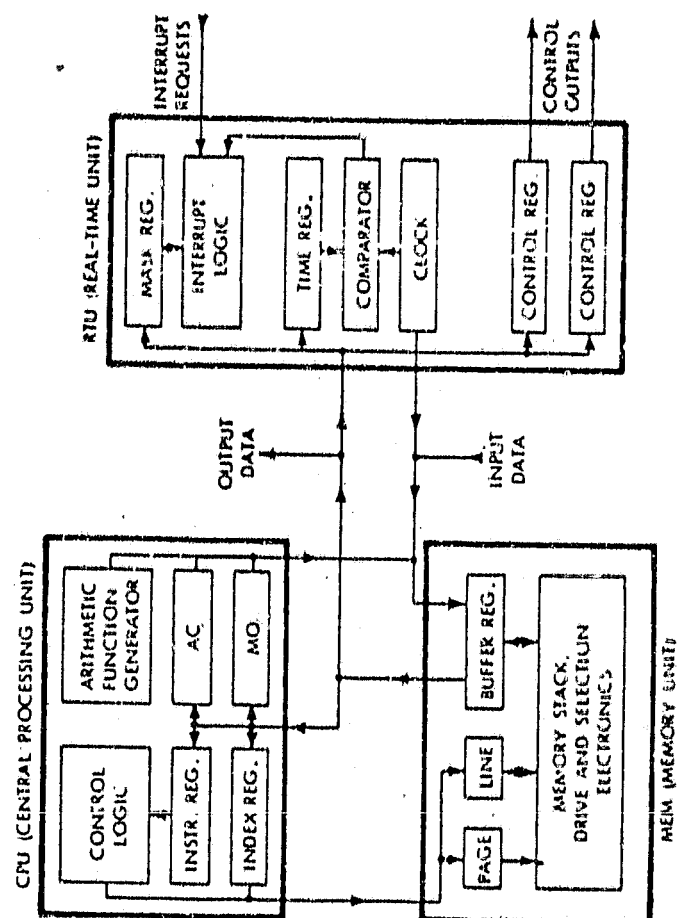 CPU (CENTRAL PROCESSING UNIT)
CONTROL
LOGIC
ARITHMETIC
FUNCTION
GENERATOR
INSTR. REG.
AC
INDEX REG.
MQ
OUTPUT
DATA
INPUT
DATA
PAGE
LINE
BUFFER REG.
MEMORY STACK,
DRIVE AND SELECTION
ELECTRONICS
MEM (MEMORY UNIT)
RTU (REAL-TIME UNIT)
MASK REG.
INTERRUPT
LOGIC
TIME REG.
COMPARATOR
CLOCK
CONTROL REG.
CONTROL REG
INTERRUPT
REQUESTS
CONTROL
OUTPUTS